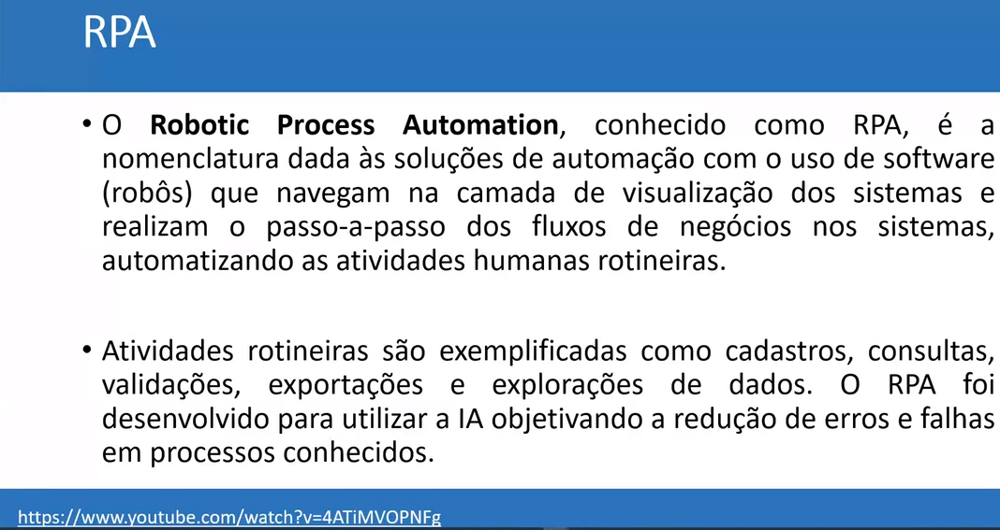 RPA
• O Robotic Process Automation, conhecido como RPA, é a
nomenclatura dada às soluções de automação com o uso de software
(robôs) que navegam na camada de visualização dos sistemas e
realizam o passo-a-passo dos fluxos de negócios nos sistemas,
automatizando as atividades humanas rotineiras.
• Atividades rotineiras são exemplificadas como cadastros, consultas,
validações, exportações e explorações de dados. O RPA foi
desenvolvido para utilizar a IA objetivando a redução de erros e falhas
em processos conhecidos.
https://www.youtube.com/watch?v=4ATiMVOPNFg